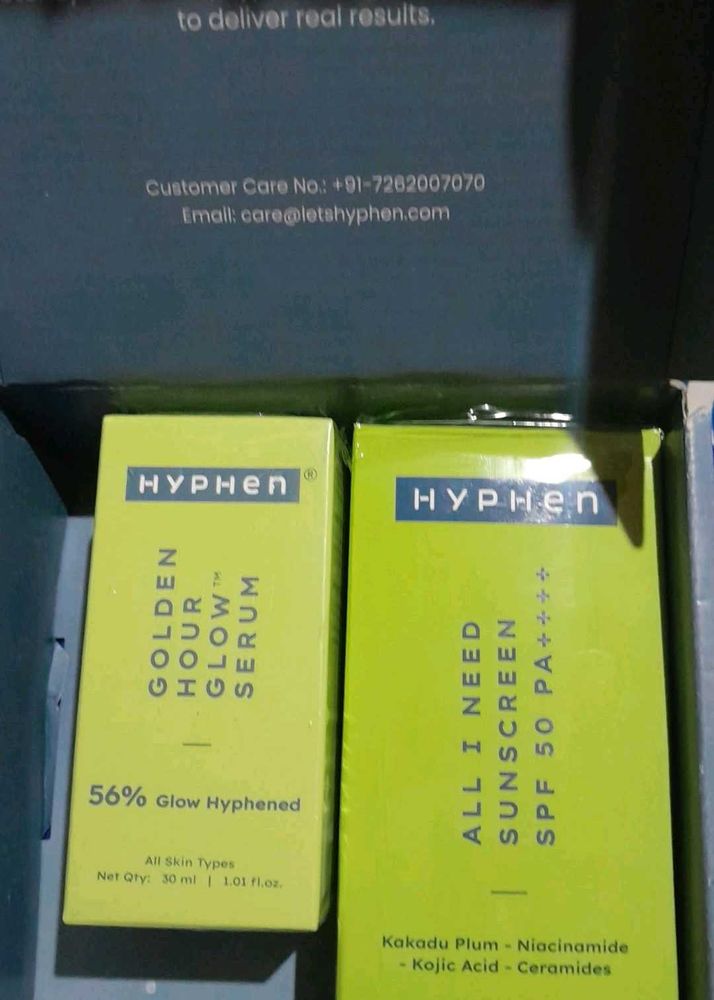 to deliver real results.
Customer Care No.: +91-7262007070
Email: care@letshyphen.com
HYPHEN®
GOLDEN
HOUR
GLOW™
SERUM
56% Glow Hyphened
All Skin Types
Net Qty: 30 ml | 1.01 fl.oz.
HYPHEN
ALL I NEED
SUNSCREEN
SPF 50 PA++++
Kakadu Plum - Niacinamide
- Kojic Acid - Ceramides